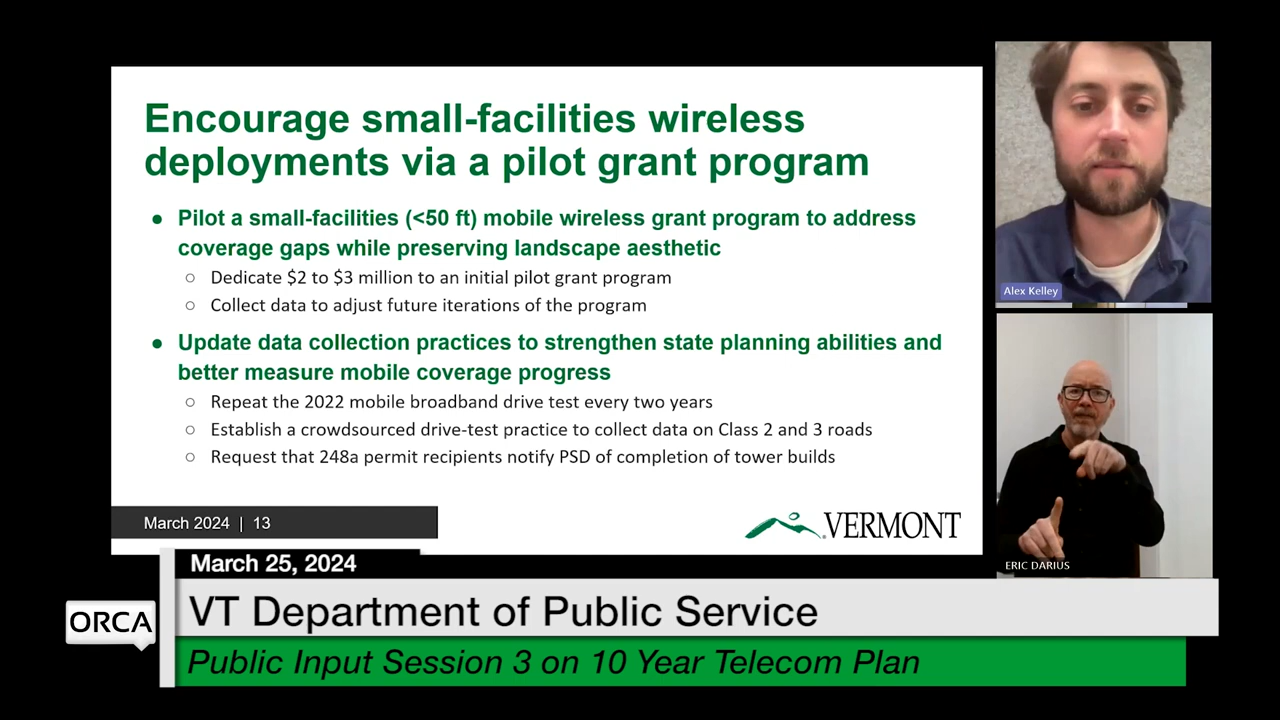 Encourage small-facilities wireless
deployments via a pilot grant program
● Pilot a small-facilities (<50 ft) mobile wireless grant program to address
coverage gaps while preserving landscape aesthetic
○ Dedicate $2 to $3 million to an initial pilot grant program
○ Collect data to adjust future iterations of the program
● Update data collection practices to strengthen state planning abilities and
better measure mobile coverage progress
○ Repeat the 2022 mobile broadband drive test every two years
○ Establish a crowdsourced drive-test practice to collect data on Class 2 and 3 roads
○ Request that 248a permit recipients notify PSD of completion of tower builds
March 2024 | 13
VERMONT
Alex Kelley
ERIC DARIUS
March 25, 2024
ORCA
VT Department of Public Service
Public Input Session 3 on 10 Year Telecom Plan